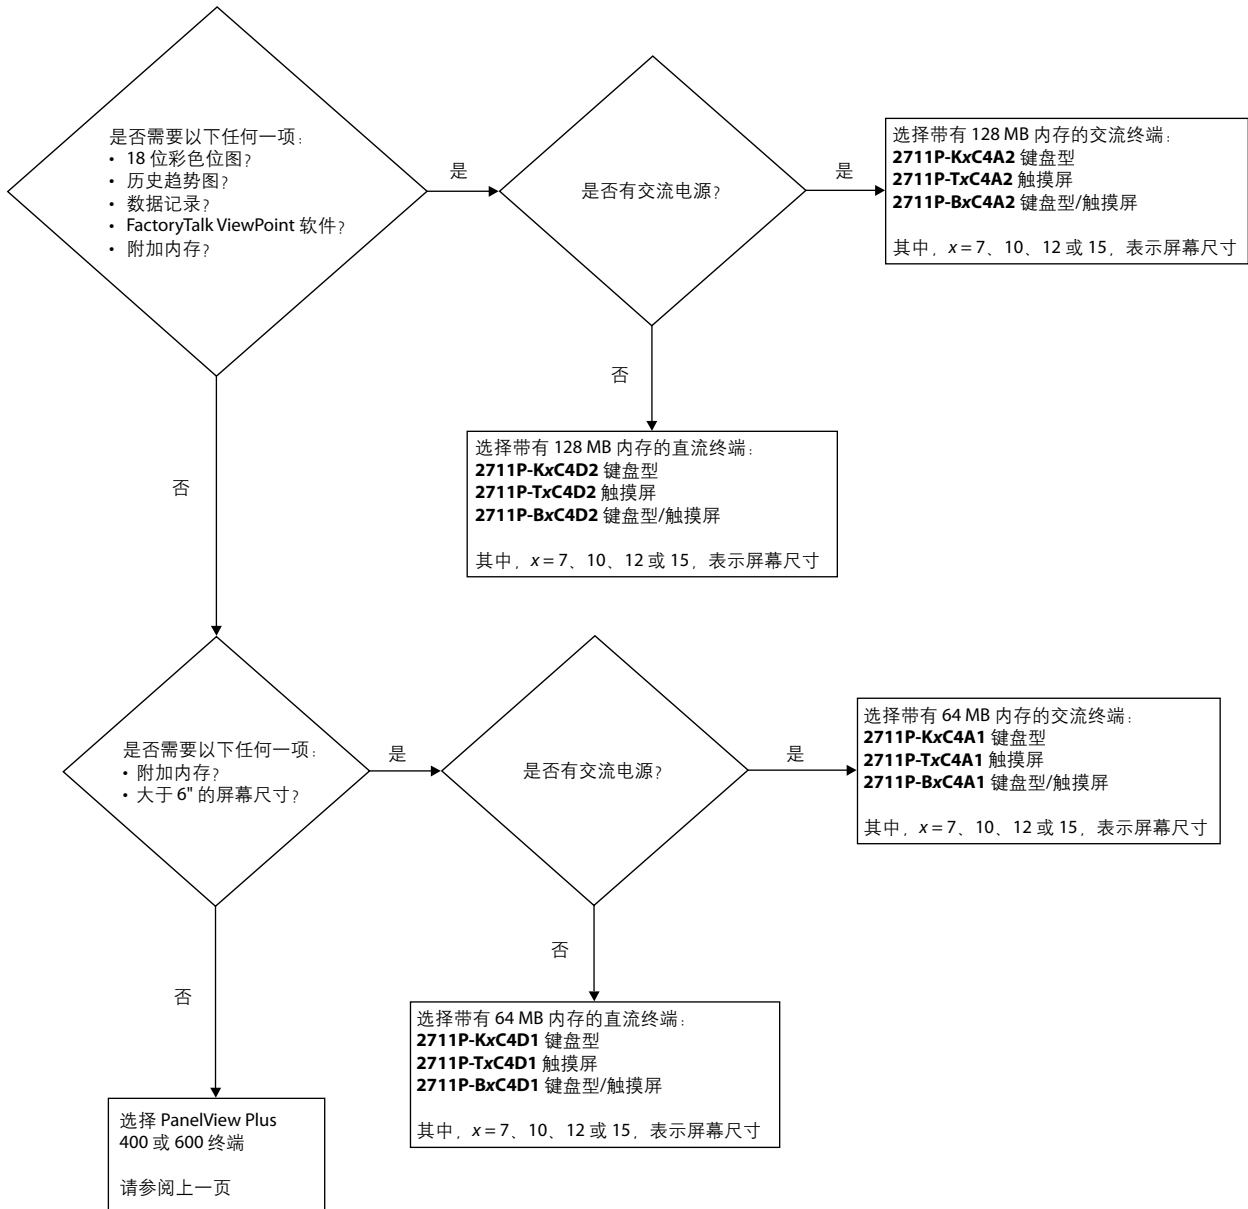 是否需要以下任何一项：
• 18 位彩色位图？
• 历史趋势图？
• 数据记录？
• FactoryTalk ViewPoint 软件？
• 附加内存？
是
是否有交流电源？
是
选择带有 128 MB 内存的交流终端：
2711P-KxC4A2 键盘型
2711P-TxC4A2 触摸屏
2711P-BxC4A2 键盘型/触摸屏
其中，x = 7、10、12 或 15，表示屏幕尺寸
否
选择带有 128 MB 内存的直流终端：
2711P-KxC4D2 键盘型
2711P-TxC4D2 触摸屏
2711P-BxC4D2 键盘型/触摸屏
其中，x = 7、10、12 或 15，表示屏幕尺寸
否
是否需要以下任何一项：
• 附加内存？
• 大于 6" 的屏幕尺寸？
是
是否有交流电源？
是
选择带有 64 MB 内存的交流终端：
2711P-KxC4A1 键盘型
2711P-TxC4A1 触摸屏
2711P-BxC4A1 键盘型/触摸屏
其中，x = 7、10、12 或 15，表示屏幕尺寸
否
选择带有 64 MB 内存的直流终端：
2711P-KxC4D1 键盘型
2711P-TxC4D1 触摸屏
2711P-BxC4D1 键盘型/触摸屏
其中，x = 7、10、12 或 15，表示屏幕尺寸
否
选择 PanelView Plus
400 或 600 终端
请参阅上一页